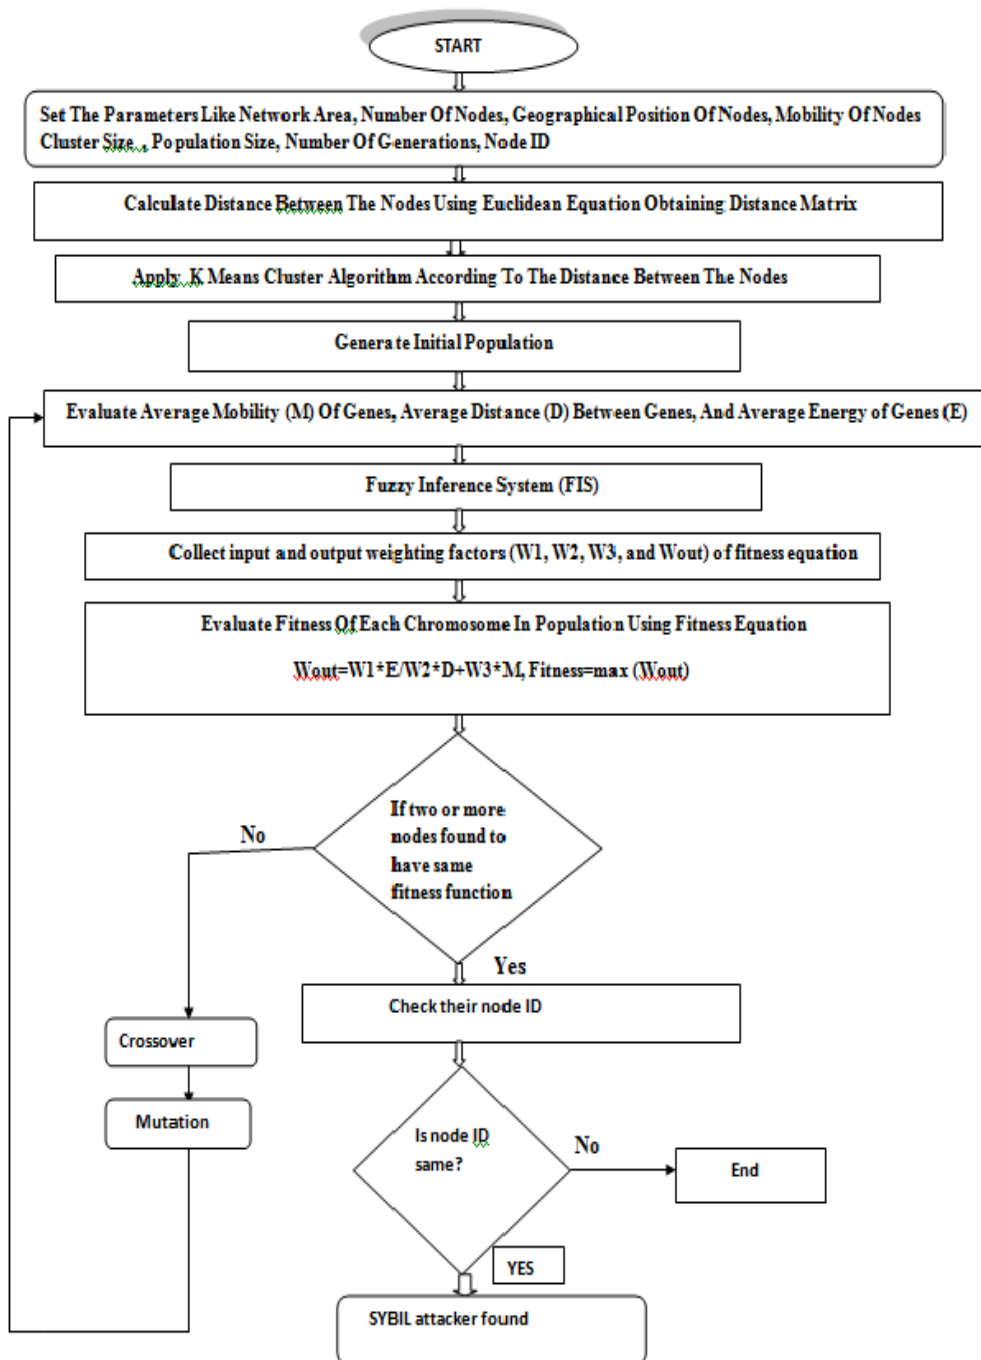 START
Set The Parameters Like Network Area, Number Of Nodes, Geographical Position Of Nodes, Mobility Of Nodes
Cluster Size , Population Size, Number Of Generations, Node ID
Calculate Distance Between The Nodes Using Euclidean Equation Obtaining Distance Matrix
Apply K Means Cluster Algorithm According To The Distance Between The Nodes
Generate Initial Population
Evaluate Average Mobility (M) Of Genes, Average Distance (D) Between Genes, And Average Energy of Genes (E)
Fuzzy Inference System (FIS)
Collect input and output weighting factors (W1, W2, W3, and Wout) of fitness equation
Evaluate Fitness Of Each Chromosome In Population Using Fitness Equation
Wout=W1*E/W2*D+W3*M, Fitness=max (Wout)
If two or more
nodes found to
have same
fitness function
No
Yes
Check their node ID
Crossover
Mutation
Is node ID
same?
No
End
YES
SYBIL attacker found